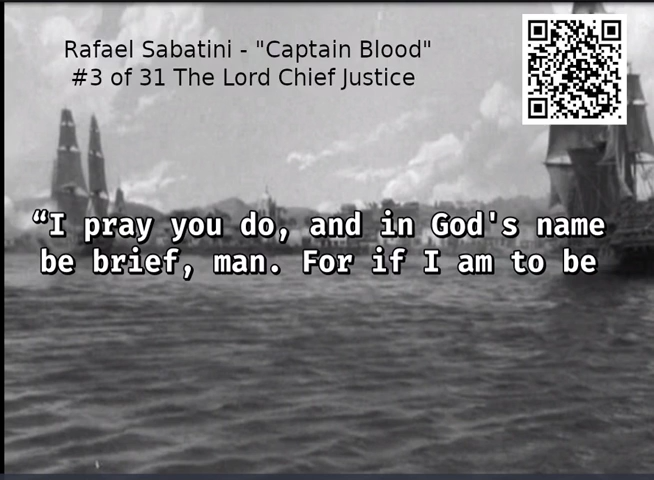 Rafael Sabatini - "Captain Blood"
#3 of 31 The Lord Chief Justice
“I pray you do, and in God's name
be brief, man. For if I am to be